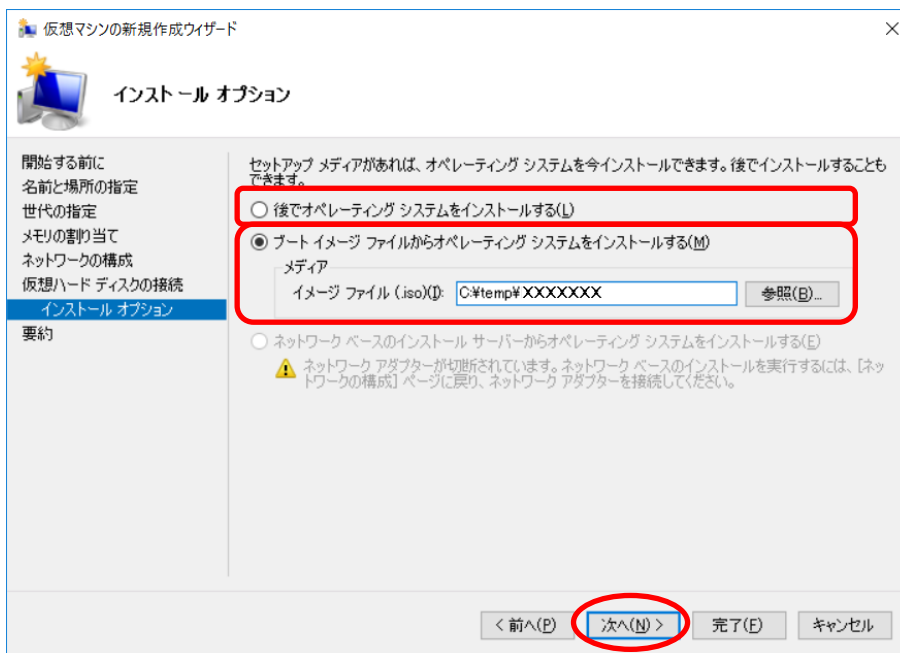 仮想マシンの新規作成ウィザード
インストール オプション
開始する前に
名前と場所の指定
世代の指定
メモリの割り当て
ネットワークの構成
仮想ハード ディスクの接続
インストール オプション
要約
セットアップ メディアがあれば、オペレーティング システムを今インストールできます。後でインストールすることも
できます。
後でオペレーティング システムをインストールする(L)
ブート イメージ ファイルからオペレーティング システムをインストールする(M)
メディア
イメージ ファイル (.iso)(I): C:¥temp¥XXXXXXX 参照(B)...
ネットワーク ベースのインストール サーバーからオペレーティング システムをインストールする(E)
ネットワーク アダプターが切断されています。ネットワーク ベースのインストールを実行するには、[ネッ
トワークの構成] ページに戻り、ネットワーク アダプターを接続してください。
< 前へ(P) 次へ(N) > 完了(F) キャンセル